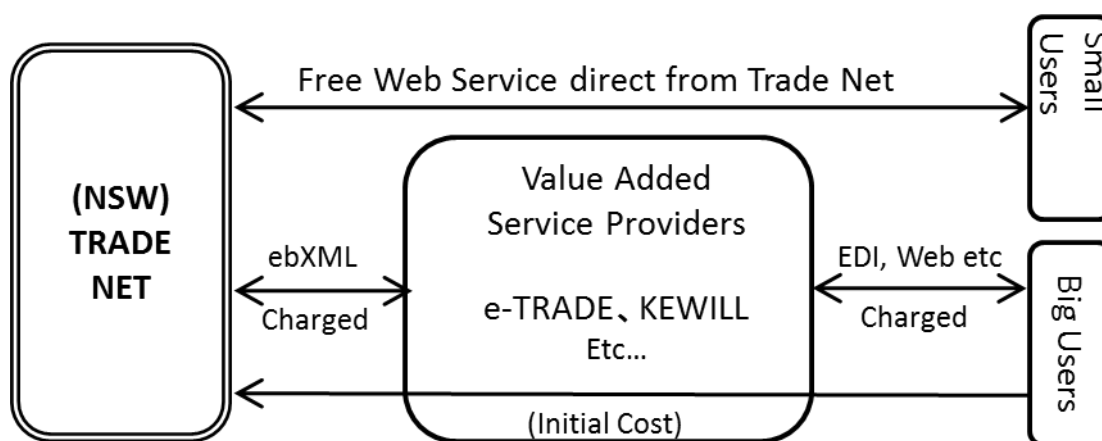 (NSW)
TRADE
NET
Free Web Service direct from Trade Net
Small
Users
Value Added
Service Providers
e-TRADE、KEWILL
Etc...
ebXML
Charged
EDI, Web etc
Charged
Big Users
(Initial Cost)